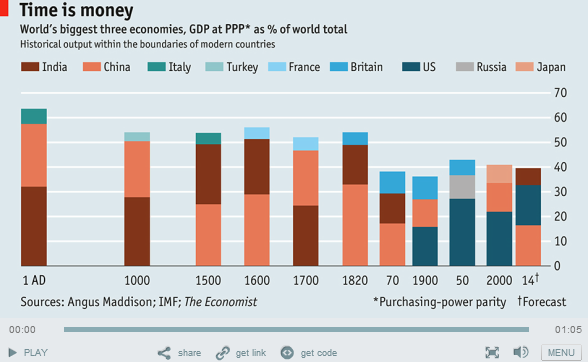 Time is money
World's biggest three economies, GDP at PPP* as % of world total
Historical output within the boundaries of modern countries
India China Italy Turkey France Britain US Russia Japan
70
60
50
40
30
20
10
0
1 AD 1000 1500 1600 1700 1820 70 1900 50 2000 14†
Sources: Angus Maddison; IMF; The Economist *Purchasing-power parity †Forecast
00:00 01:05
PLAY share get link get code MENU